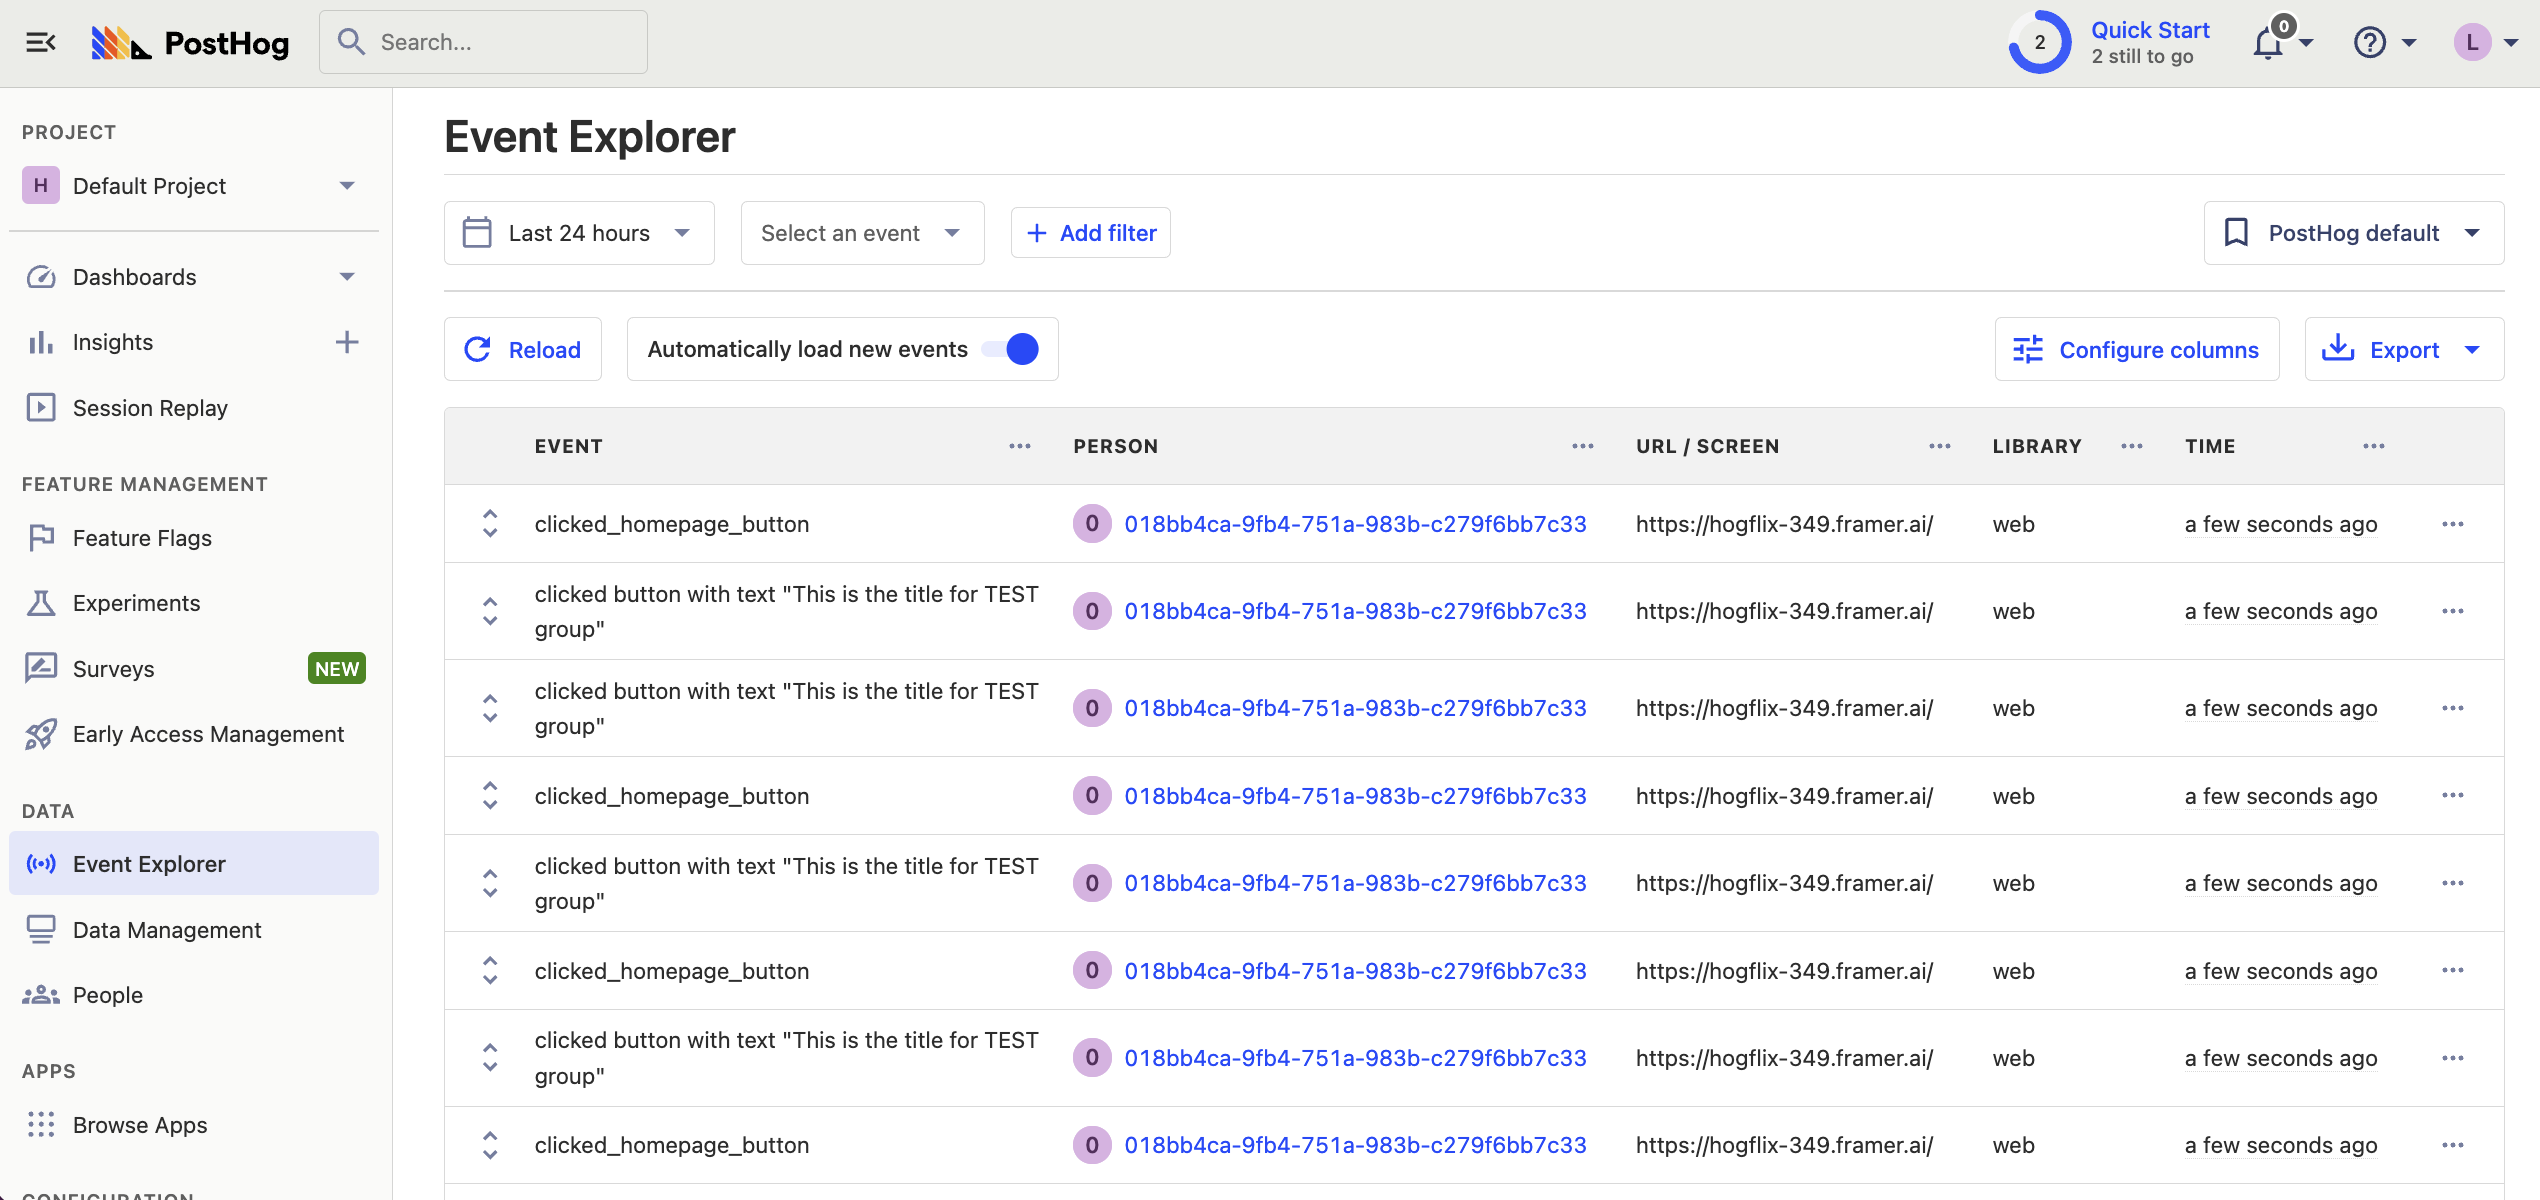 PostHog
Search...
2
Quick Start
2 still to go
0
L
PROJECT
H Default Project
Dashboards
Insights
Session Replay
FEATURE MANAGEMENT
Feature Flags
Experiments
Surveys NEW
Early Access Management
DATA
Event Explorer
Data Management
People
APPS
Browse Apps
CONFIGURATION
Event Explorer
Last 24 hours Select an event Add filter PostHog default
Reload Automatically load new events Configure columns Export
EVENT PERSON URL / SCREEN LIBRARY TIME
clicked_homepage_button 0 018bb4ca-9fb4-751a-983b-c279f6bb7c33 https://hogflix-349.framer.ai/ web a few seconds ago
clicked button with text "This is the title for TEST
group" 0 018bb4ca-9fb4-751a-983b-c279f6bb7c33 https://hogflix-349.framer.ai/ web a few seconds ago
clicked button with text "This is the title for TEST
group" 0 018bb4ca-9fb4-751a-983b-c279f6bb7c33 https://hogflix-349.framer.ai/ web a few seconds ago
clicked_homepage_button 0 018bb4ca-9fb4-751a-983b-c279f6bb7c33 https://hogflix-349.framer.ai/ web a few seconds ago
clicked button with text "This is the title for TEST
group" 0 018bb4ca-9fb4-751a-983b-c279f6bb7c33 https://hogflix-349.framer.ai/ web a few seconds ago
clicked_homepage_button 0 018bb4ca-9fb4-751a-983b-c279f6bb7c33 https://hogflix-349.framer.ai/ web a few seconds ago
clicked button with text "This is the title for TEST
group" 0 018bb4ca-9fb4-751a-983b-c279f6bb7c33 https://hogflix-349.framer.ai/ web a few seconds ago
clicked_homepage_button 0 018bb4ca-9fb4-751a-983b-c279f6bb7c33 https://hogflix-349.framer.ai/ web a few seconds ago